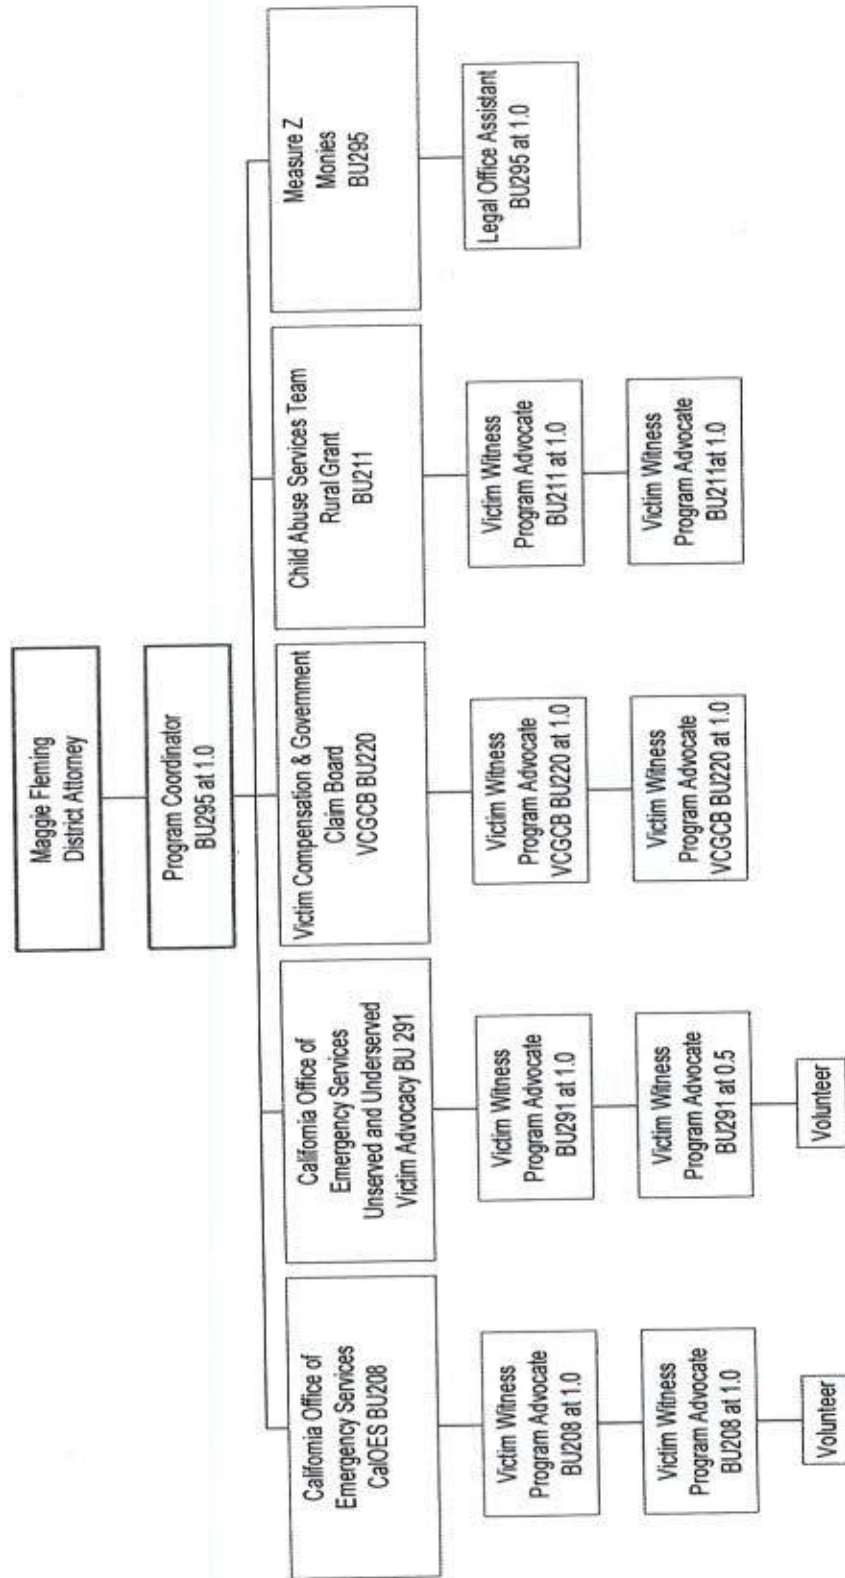 Maggie Fleming
District Attorney
Program Coordinator
BU295 at 1.0
California Office of
Emergency Services
CalOES BU208
California Office of
Emergency Services
Unserved and Underserved
Victim Advocacy BU 291
Victim Compensation & Government
Claim Board
VCGCB BU220
Child Abuse Services Team
Rural Grant
BU211
Measure Z
Monies
BU295
Victim Witness
Program Advocate
BU208 at 1.0
Victim Witness
Program Advocate
BU291 at 1.0
Victim Witness
Program Advocate
VCGCB BU220 at 1.0
Victim Witness
Program Advocate
BU211 at 1.0
Legal Office Assistant
BU295 at 1.0
Victim Witness
Program Advocate
BU208 at 1.0
Victim Witness
Program Advocate
BU291 at 0.5
Victim Witness
Program Advocate
VCGCB BU220 at 1.0
Victim Witness
Program Advocate
BU211at 1.0
Volunteer
Volunteer